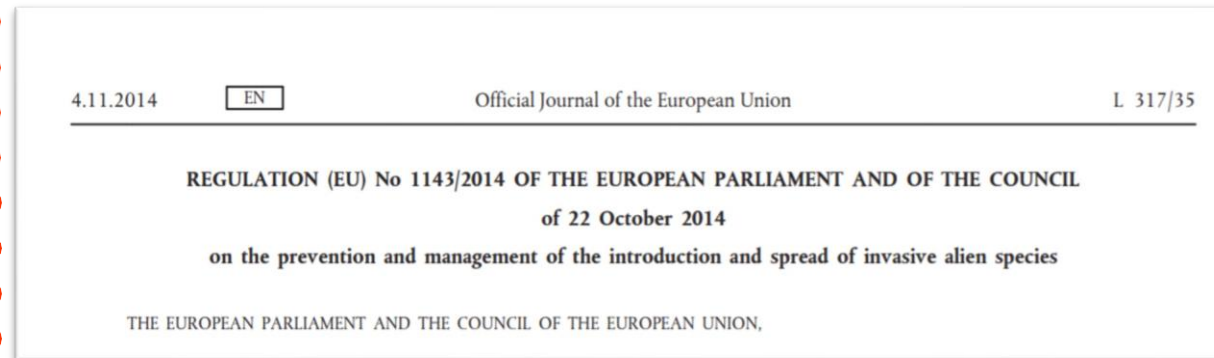 4.11.2014 EN Official Journal of the European Union L 317/35
REGULATION (EU) No 1143/2014 OF THE EUROPEAN PARLIAMENT AND OF THE COUNCIL
of 22 October 2014
on the prevention and management of the introduction and spread of invasive alien species
THE EUROPEAN PARLIAMENT AND THE COUNCIL OF THE EUROPEAN UNION,